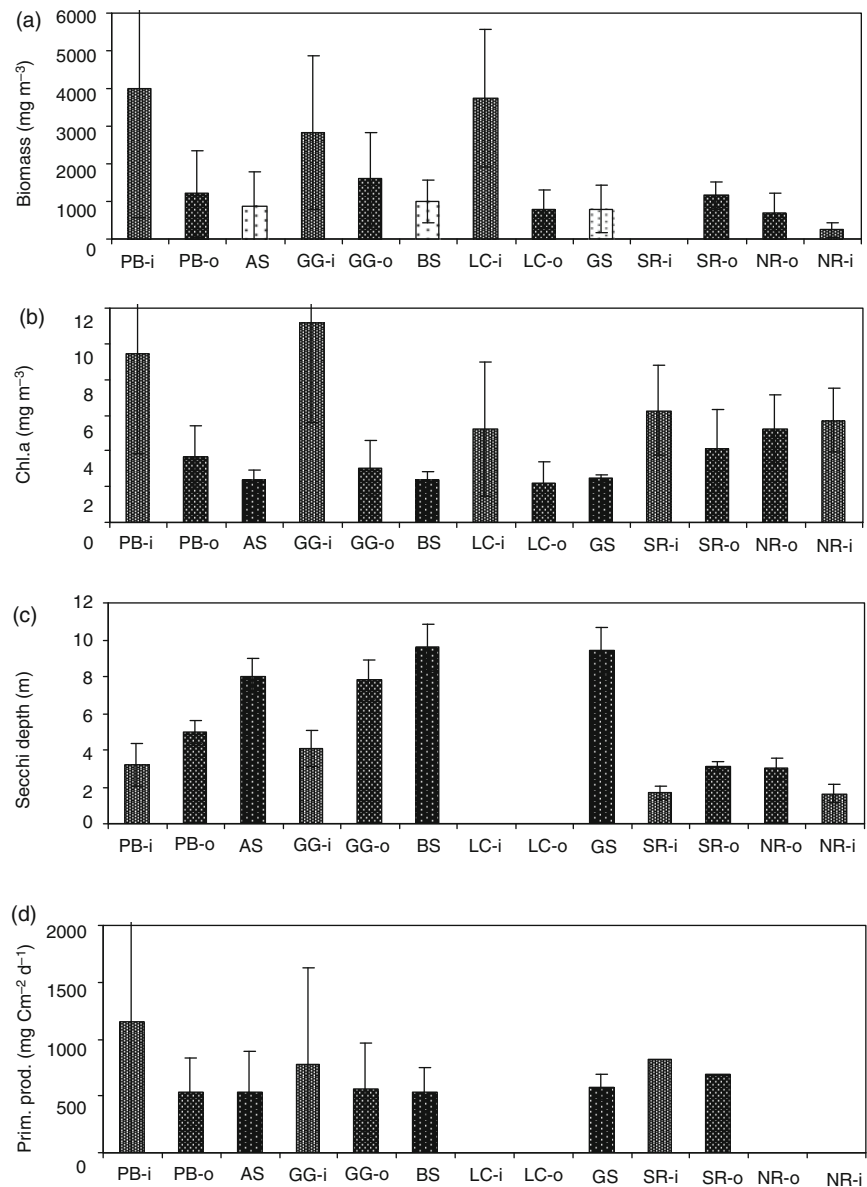 (a)
Biomass (mg m⁻³)
6000
5000
4000
3000
2000
1000
0
PB-i PB-o AS GG-i GG-o BS LC-i LC-o GS SR-i SR-o NR-o NR-i
(b)
Chl.a (mg m⁻³)
12
10
8
6
4
2
0
PB-i PB-o AS GG-i GG-o BS LC-i LC-o GS SR-i SR-o NR-o NR-i
(c)
Secchi depth (m)
12
10
8
6
4
2
0
PB-i PB-o AS GG-i GG-o BS LC-i LC-o GS SR-i SR-o NR-o NR-i
(d)
Prim. prod. (mg Cm⁻² d⁻¹)
2000
1500
1000
500
0
PB-i PB-o AS GG-i GG-o BS LC-i LC-o GS SR-i SR-o NR-o NR-i